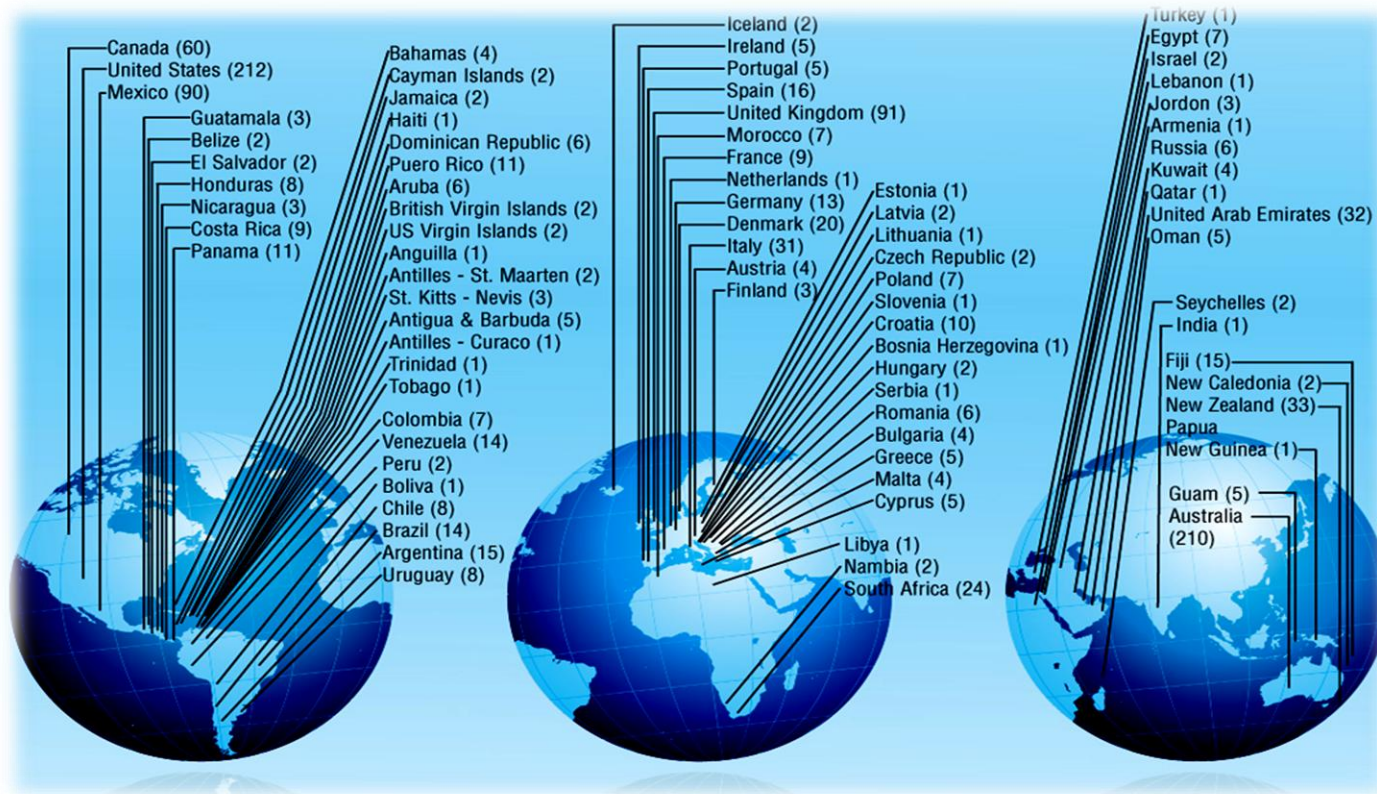 Canada (60)
United States (212)
Mexico (90)
Guatamala (3)
Belize (2)
El Salvador (2)
Honduras (8)
Nicaragua (3)
Costa Rica (9)
Panama (11)
Bahamas (4)
Cayman Islands (2)
Jamaica (2)
Haiti (1)
Dominican Republic (6)
Puero Rico (11)
Aruba (6)
British Virgin Islands (2)
US Virgin Islands (2)
Anguilla (1)
Antilles - St. Maarten (2)
St. Kitts - Nevis (3)
Antigua & Barbuda (5)
Antilles - Curaco (1)
Trinidad (1)
Tobago (1)
Colombia (7)
Venezuela (14)
Peru (2)
Boliva (1)
Chile (8)
Brazil (14)
Argentina (15)
Uruguay (8)
Iceland (2)
Ireland (5)
Portugal (5)
Spain (16)
United Kingdom (91)
Morocco (7)
France (9)
Netherlands (1)
Germany (13)
Denmark (20)
Italy (31)
Austria (4)
Finland (3)
Estonia (1)
Latvia (2)
Lithuania (1)
Czech Republic (2)
Poland (7)
Slovenia (1)
Croatia (10)
Bosnia Herzegovina (1)
Hungary (2)
Serbia (1)
Romania (6)
Bulgaria (4)
Greece (5)
Malta (4)
Cyprus (5)
Libya (1)
Nambia (2)
South Africa (24)
Turkey (1)
Egypt (7)
Israel (2)
Lebanon (1)
Jordon (3)
Armenia (1)
Russia (6)
Kuwait (4)
Qatar (1)
United Arab Emirates (32)
Oman (5)
Seychelles (2)
India (1)
Fiji (15)
New Caledonia (2)
New Zealand (33)
Papua
New Guinea (1)
Guam (5)
Australia
(210)